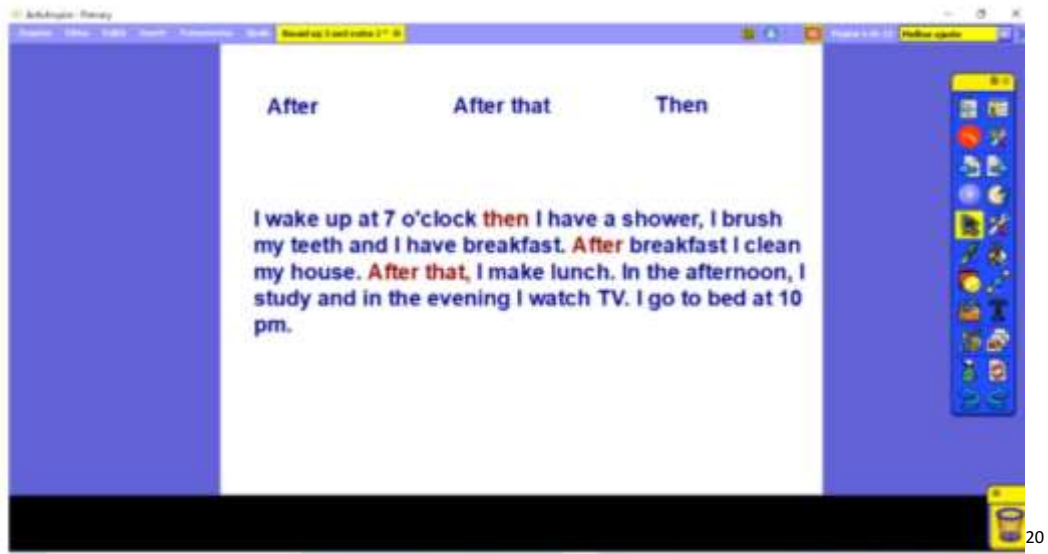 ActivInspire - Primary
After After that Then
I wake up at 7 o'clock then I have a shower, I brush
my teeth and I have breakfast. After breakfast I clean
my house. After that, I make lunch. In the afternoon, I
study and in the evening I watch TV. I go to bed at 10
pm.
20